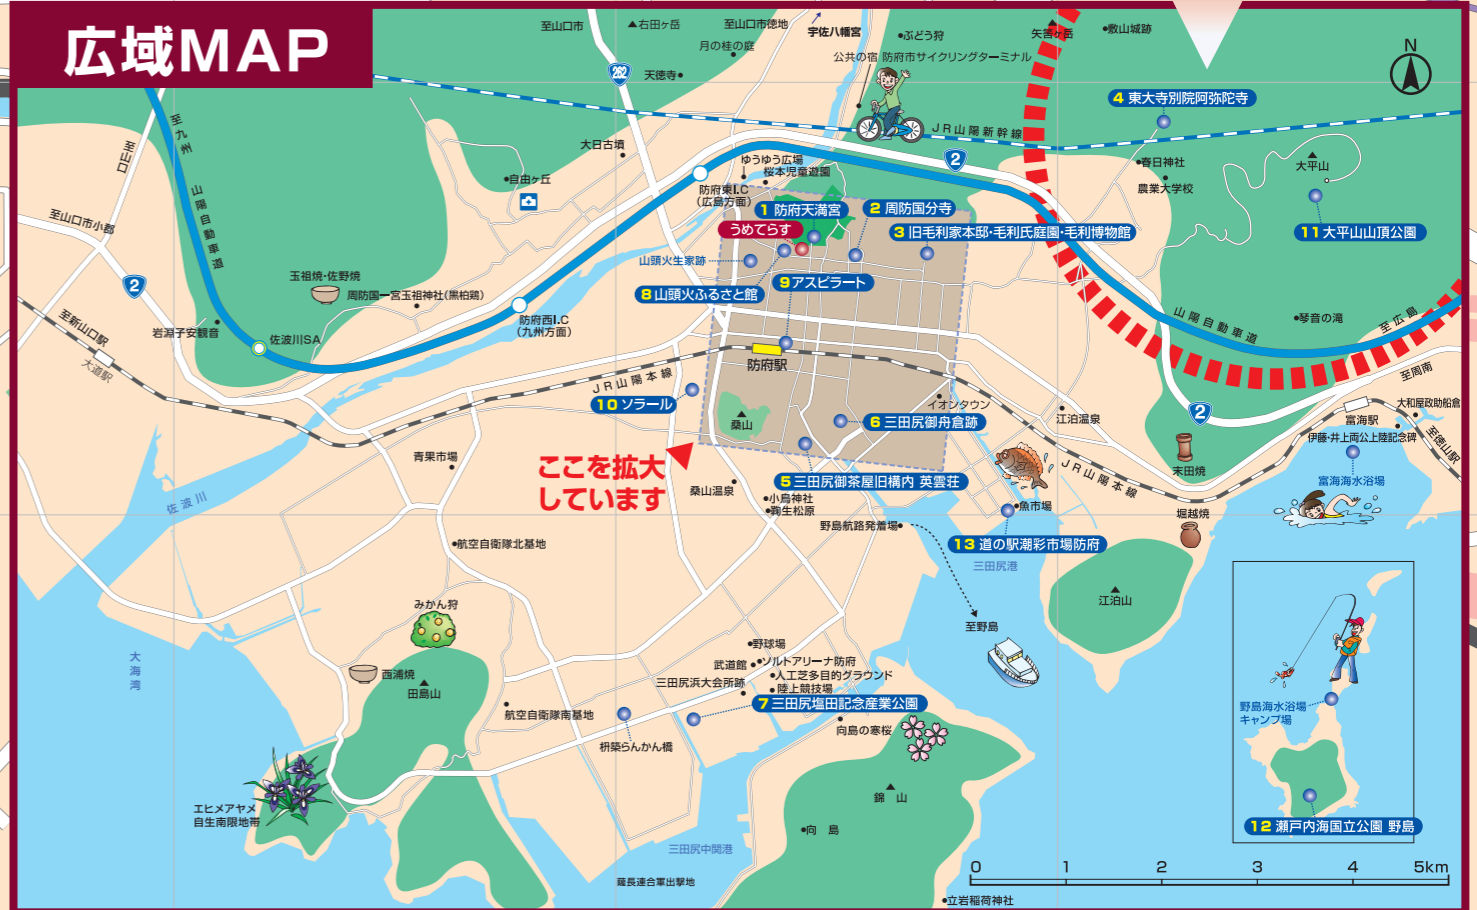 広域MAP
至山口市
▲右田ヶ岳
至山口市徳地
宇佐八幡宮
●ぶどう狩
矢筈ヶ岳
●敷山城跡
N
月の桂の庭
262
天徳寺●
公共の宿 防府市サイクリングターミナル
4 東大寺別院阿弥陀寺
至九州
至山口
山陽自動車道
大日古墳
JR山陽新幹線
2
●春日神社
農業大学校
大平山
●自由ヶ丘
ゆうゆう広場
桜本児童遊園
防府東I.C
(広島方面)
至山口市小郡
1 防府天満宮
2 周防国分寺
うめてらす
3 旧毛利家本邸・毛利氏庭園・毛利博物館
11 大平山山頂公園
山頭火生家跡
2
玉祖焼・佐野焼
周防国一宮玉祖神社(黒柏鶏)
9 アスピラート
8 山頭火ふるさと館
至新山口駅
大道駅
岩淵子安観音
佐波川SA
防府西I.C
(九州方面)
山陽自動車道
●琴音の滝
至広島
防府駅
JR山陽本線
至周南
10 ソラール
桑山
イオンタウン
6 三田尻御舟倉跡
江泊温泉
2
大和屋政助船倉
富海駅
伊藤・井上両公上陸記念碑
至徳山駅
青果市場
ここを拡大
しています
末田焼
JR山陽本線
5 三田尻御茶屋旧構内 英雲荘
富海海水浴場
桑山温泉
●小烏神社
●鞠生松原
野島航路発着場●
●魚市場
堀越焼
佐波川
●航空自衛隊北基地
13 道の駅潮彩市場防府
三田尻港
みかん狩
江泊山
至野島
大海湾
西浦焼
田島山
●野球場
武道館●
●ソルトアリーナ防府
●人工芝多目的グラウンド
●陸上競技場
三田尻浜大会所跡
7 三田尻塩田記念産業公園
航空自衛隊南基地
枡築らんかん橋
向島の寒桜
野島海水浴場
キャンプ場
エヒメアヤメ
自生南限地帯
錦山
●向島
12 瀬戸内海国立公園 野島
三田尻中関港
薩長連合軍出撃地
0 1 2 3 4 5km
●立岩稲荷神社